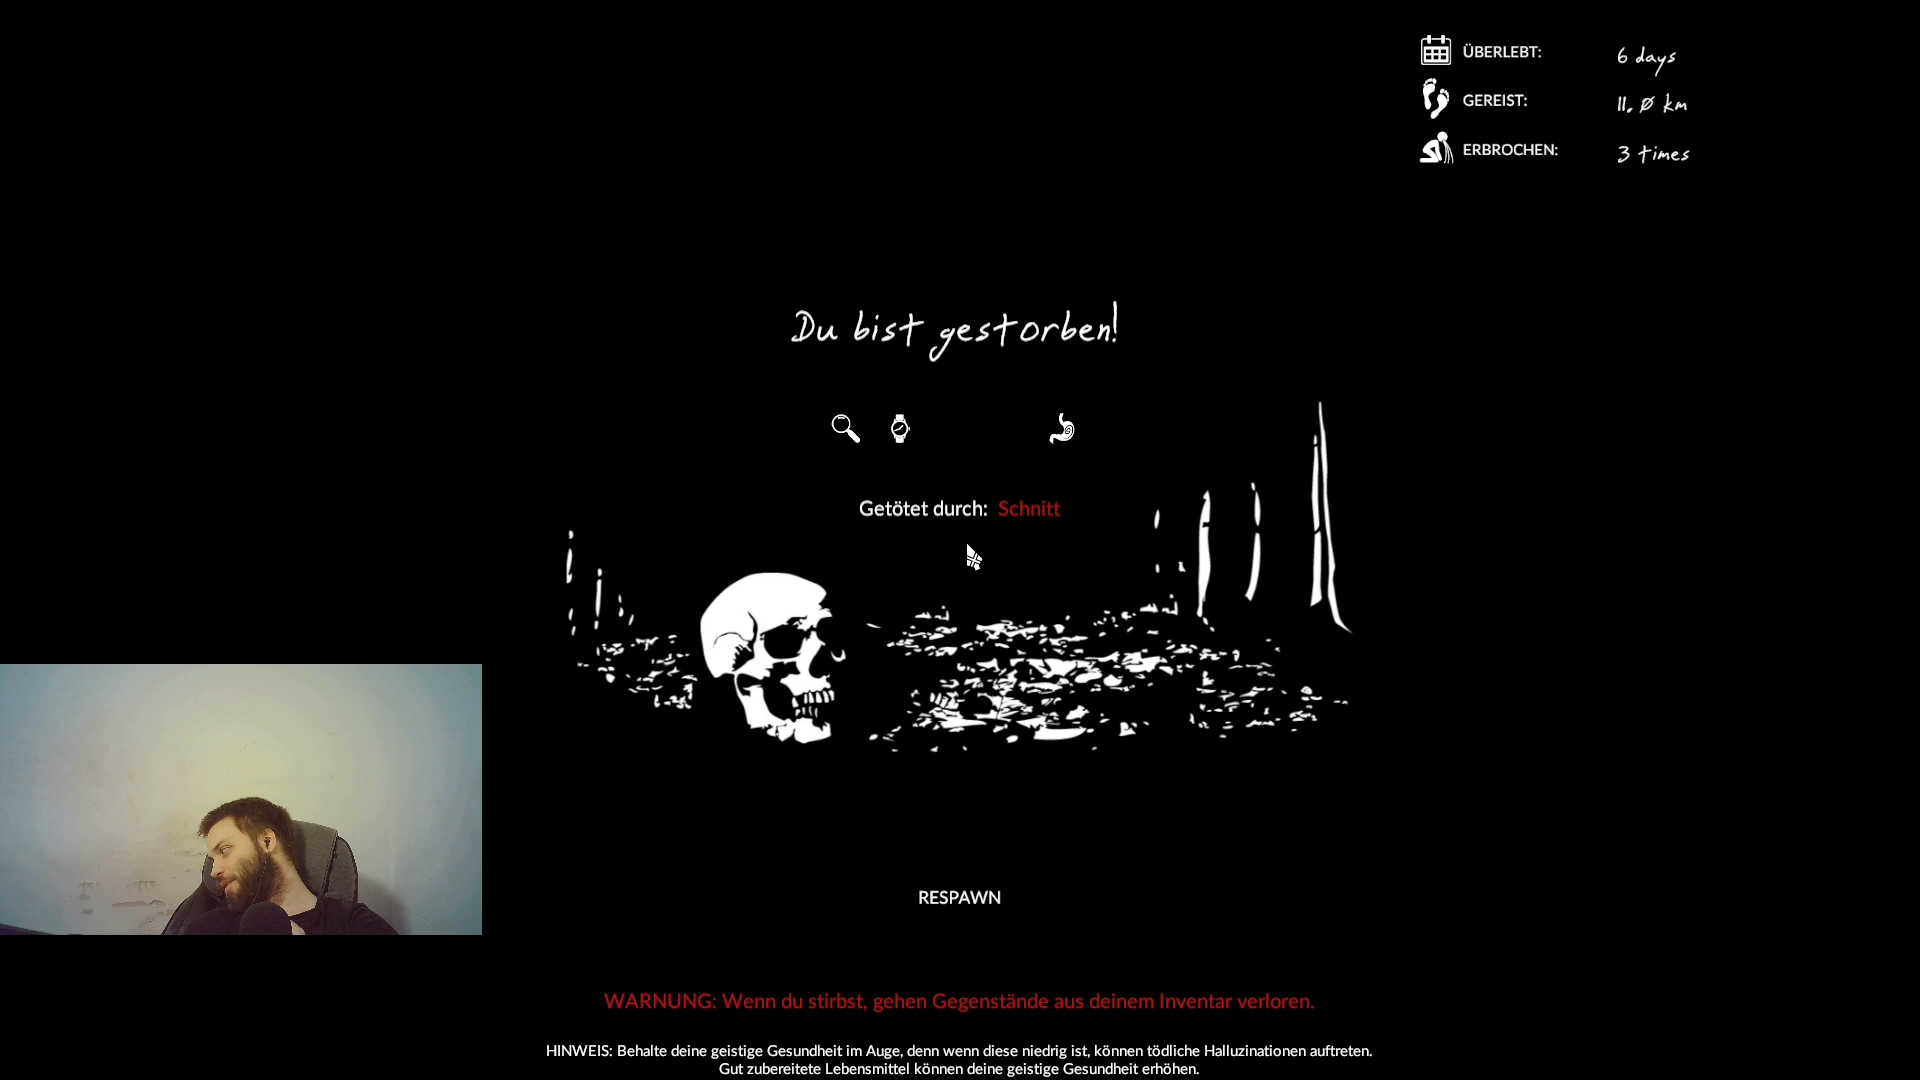 ÜBERLEBT: 6 days
GEREIST: 11.0 km
ERBROCHEN: 3 times
Du bist gestorben!
Getötet durch: Schnitt
RESPAWN
WARNUNG: Wenn du stirbst, gehen Gegenstände aus deinem Inventar verloren.
HINWEIS: Behalte deine geistige Gesundheit im Auge, denn wenn diese niedrig ist, können tödliche Halluzinationen auftreten.
Gut zubereitete Lebensmittel können deine geistige Gesundheit erhöhen.